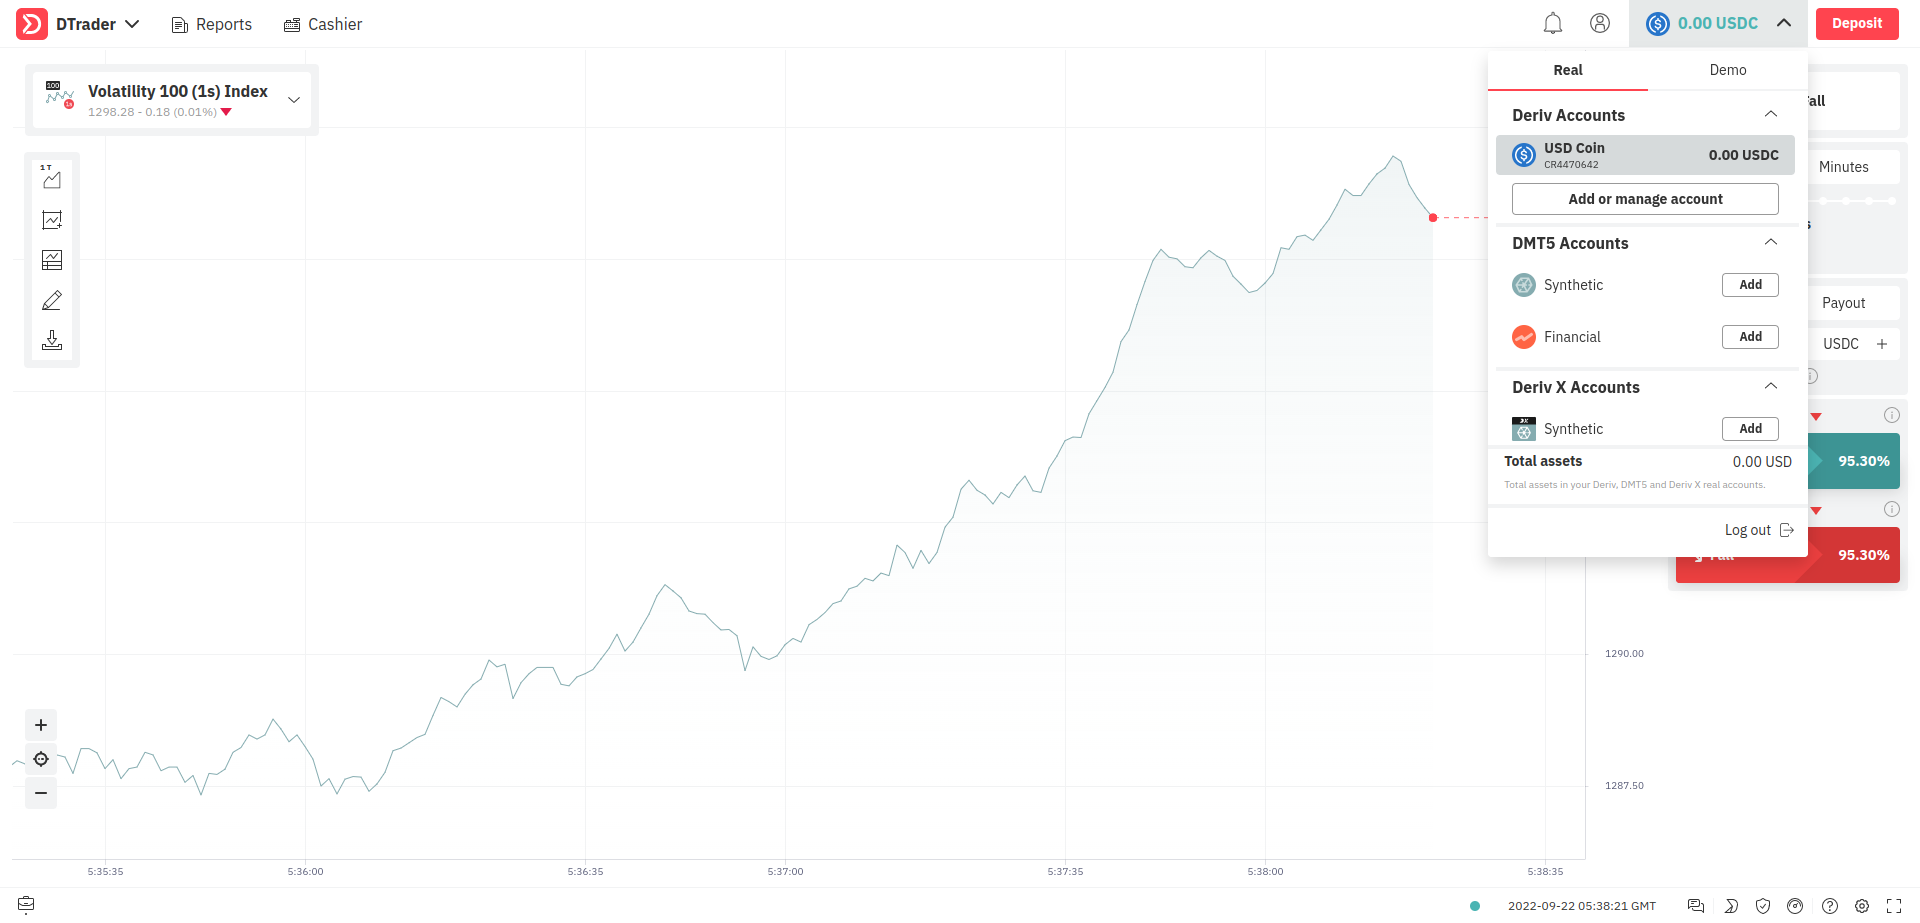 DTrader
Reports
Cashier
0.00 USDC
Deposit
100
1s
Volatility 100 (1s) Index
1298.28 - 0.18 (0.01%)
1 T
Real
Demo
Deriv Accounts
USD Coin
CR4470642
0.00 USDC
Add or manage account
DMT5 Accounts
Synthetic
Add
Financial
Add
Deriv X Accounts
Synthetic
Add
Total assets
0.00 USD
Total assets in your Deriv, DMT5 and Deriv X real accounts.
Log out
Minutes
Payout
USDC
95.30%
95.30%
1290.00
1287.50
5:35:35
5:36:00
5:36:35
5:37:00
5:37:35
5:38:00
5:38:35
2022-09-22 05:38:21 GMT